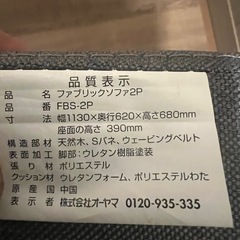 品質表示
品名 ファブリックソファ2P
品番 FBS-2P
寸法 幅1130×奥行620×高さ680mm
座面の高さ 390mm
構造部材 天然木、Sバネ、ウェービングベルト
表面加工 脚部：ウレタン樹脂塗装
張り材 ポリエステル
クッション材 ウレタンフォーム、ポリエステルわた
原産国 中国
表示者 株式会社オーヤマ 0120-935-335